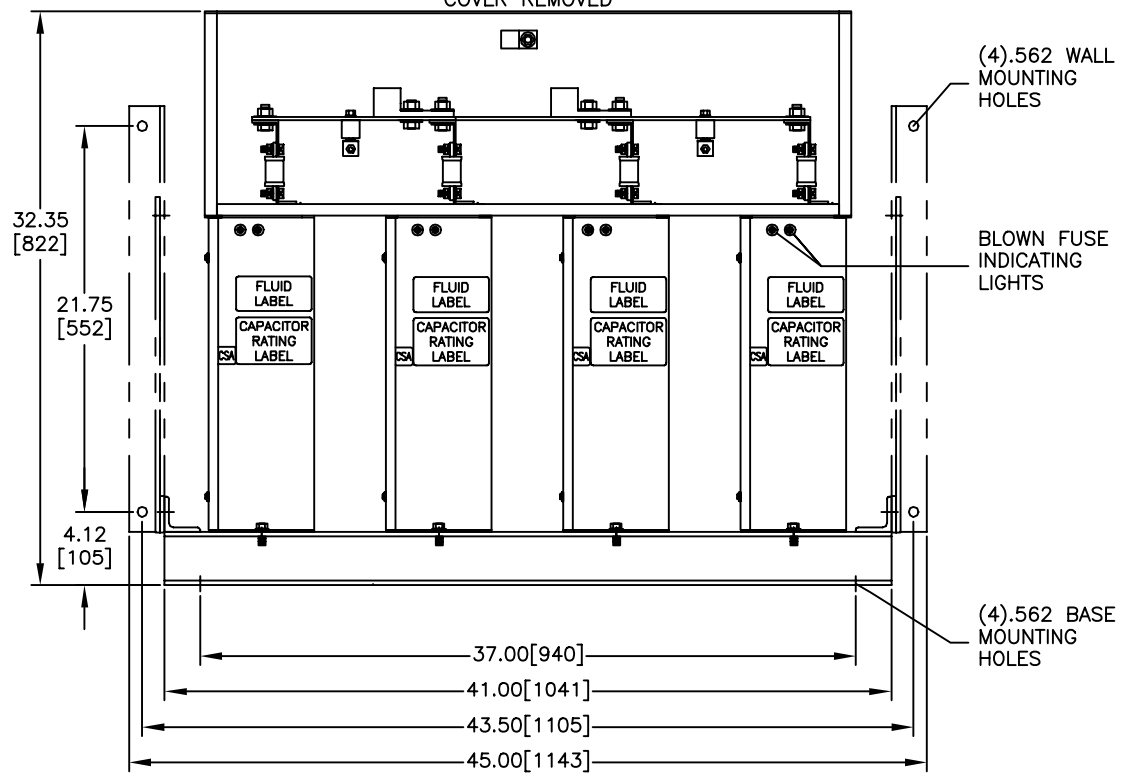 COVER REMOVED
(4).562 WALL
MOUNTING
HOLES
32.35
[822]
21.75
[552]
BLOWN FUSE
INDICATING
LIGHTS
FLUID
LABEL
FLUID
LABEL
FLUID
LABEL
FLUID
LABEL
CAPACITOR
RATING
LABEL
CSA
CAPACITOR
RATING
LABEL
CSA
CAPACITOR
RATING
LABEL
CSA
CAPACITOR
RATING
LABEL
CSA
4.12
[105]
(4).562 BASE
MOUNTING
HOLES
37.00[940]
41.00[1041]
43.50[1105]
45.00[1143]